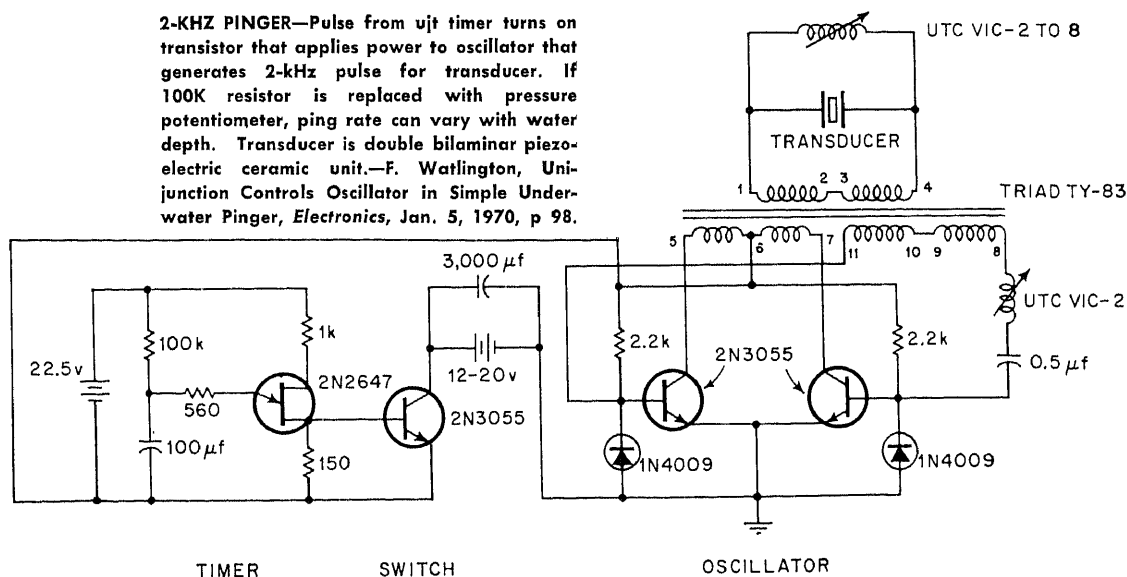 2-KHZ PINGER—Pulse from ujt timer turns on
transistor that applies power to oscillator that
generates 2-kHz pulse for transducer. If
100K resistor is replaced with pressure
potentiometer, ping rate can vary with water
depth. Transducer is double bilaminar piezo-
electric ceramic unit.—F. Watlington, Uni-
junction Controls Oscillator in Simple Under-
water Pinger, Electronics, Jan. 5, 1970, p 98.
UTC VIC-2 TO 8
TRANSDUCER
1 2 3 4
TRIAD TY-83
5 6 7 11 10 9 8
3,000 µf
UTC VIC-2
22.5v
100k
1k
12-20v
2.2k
2N3055
2.2k
0.5 µf
560
2N2647
2N3055
100µf
150
1N4009
1N4009
TIMER
SWITCH
OSCILLATOR